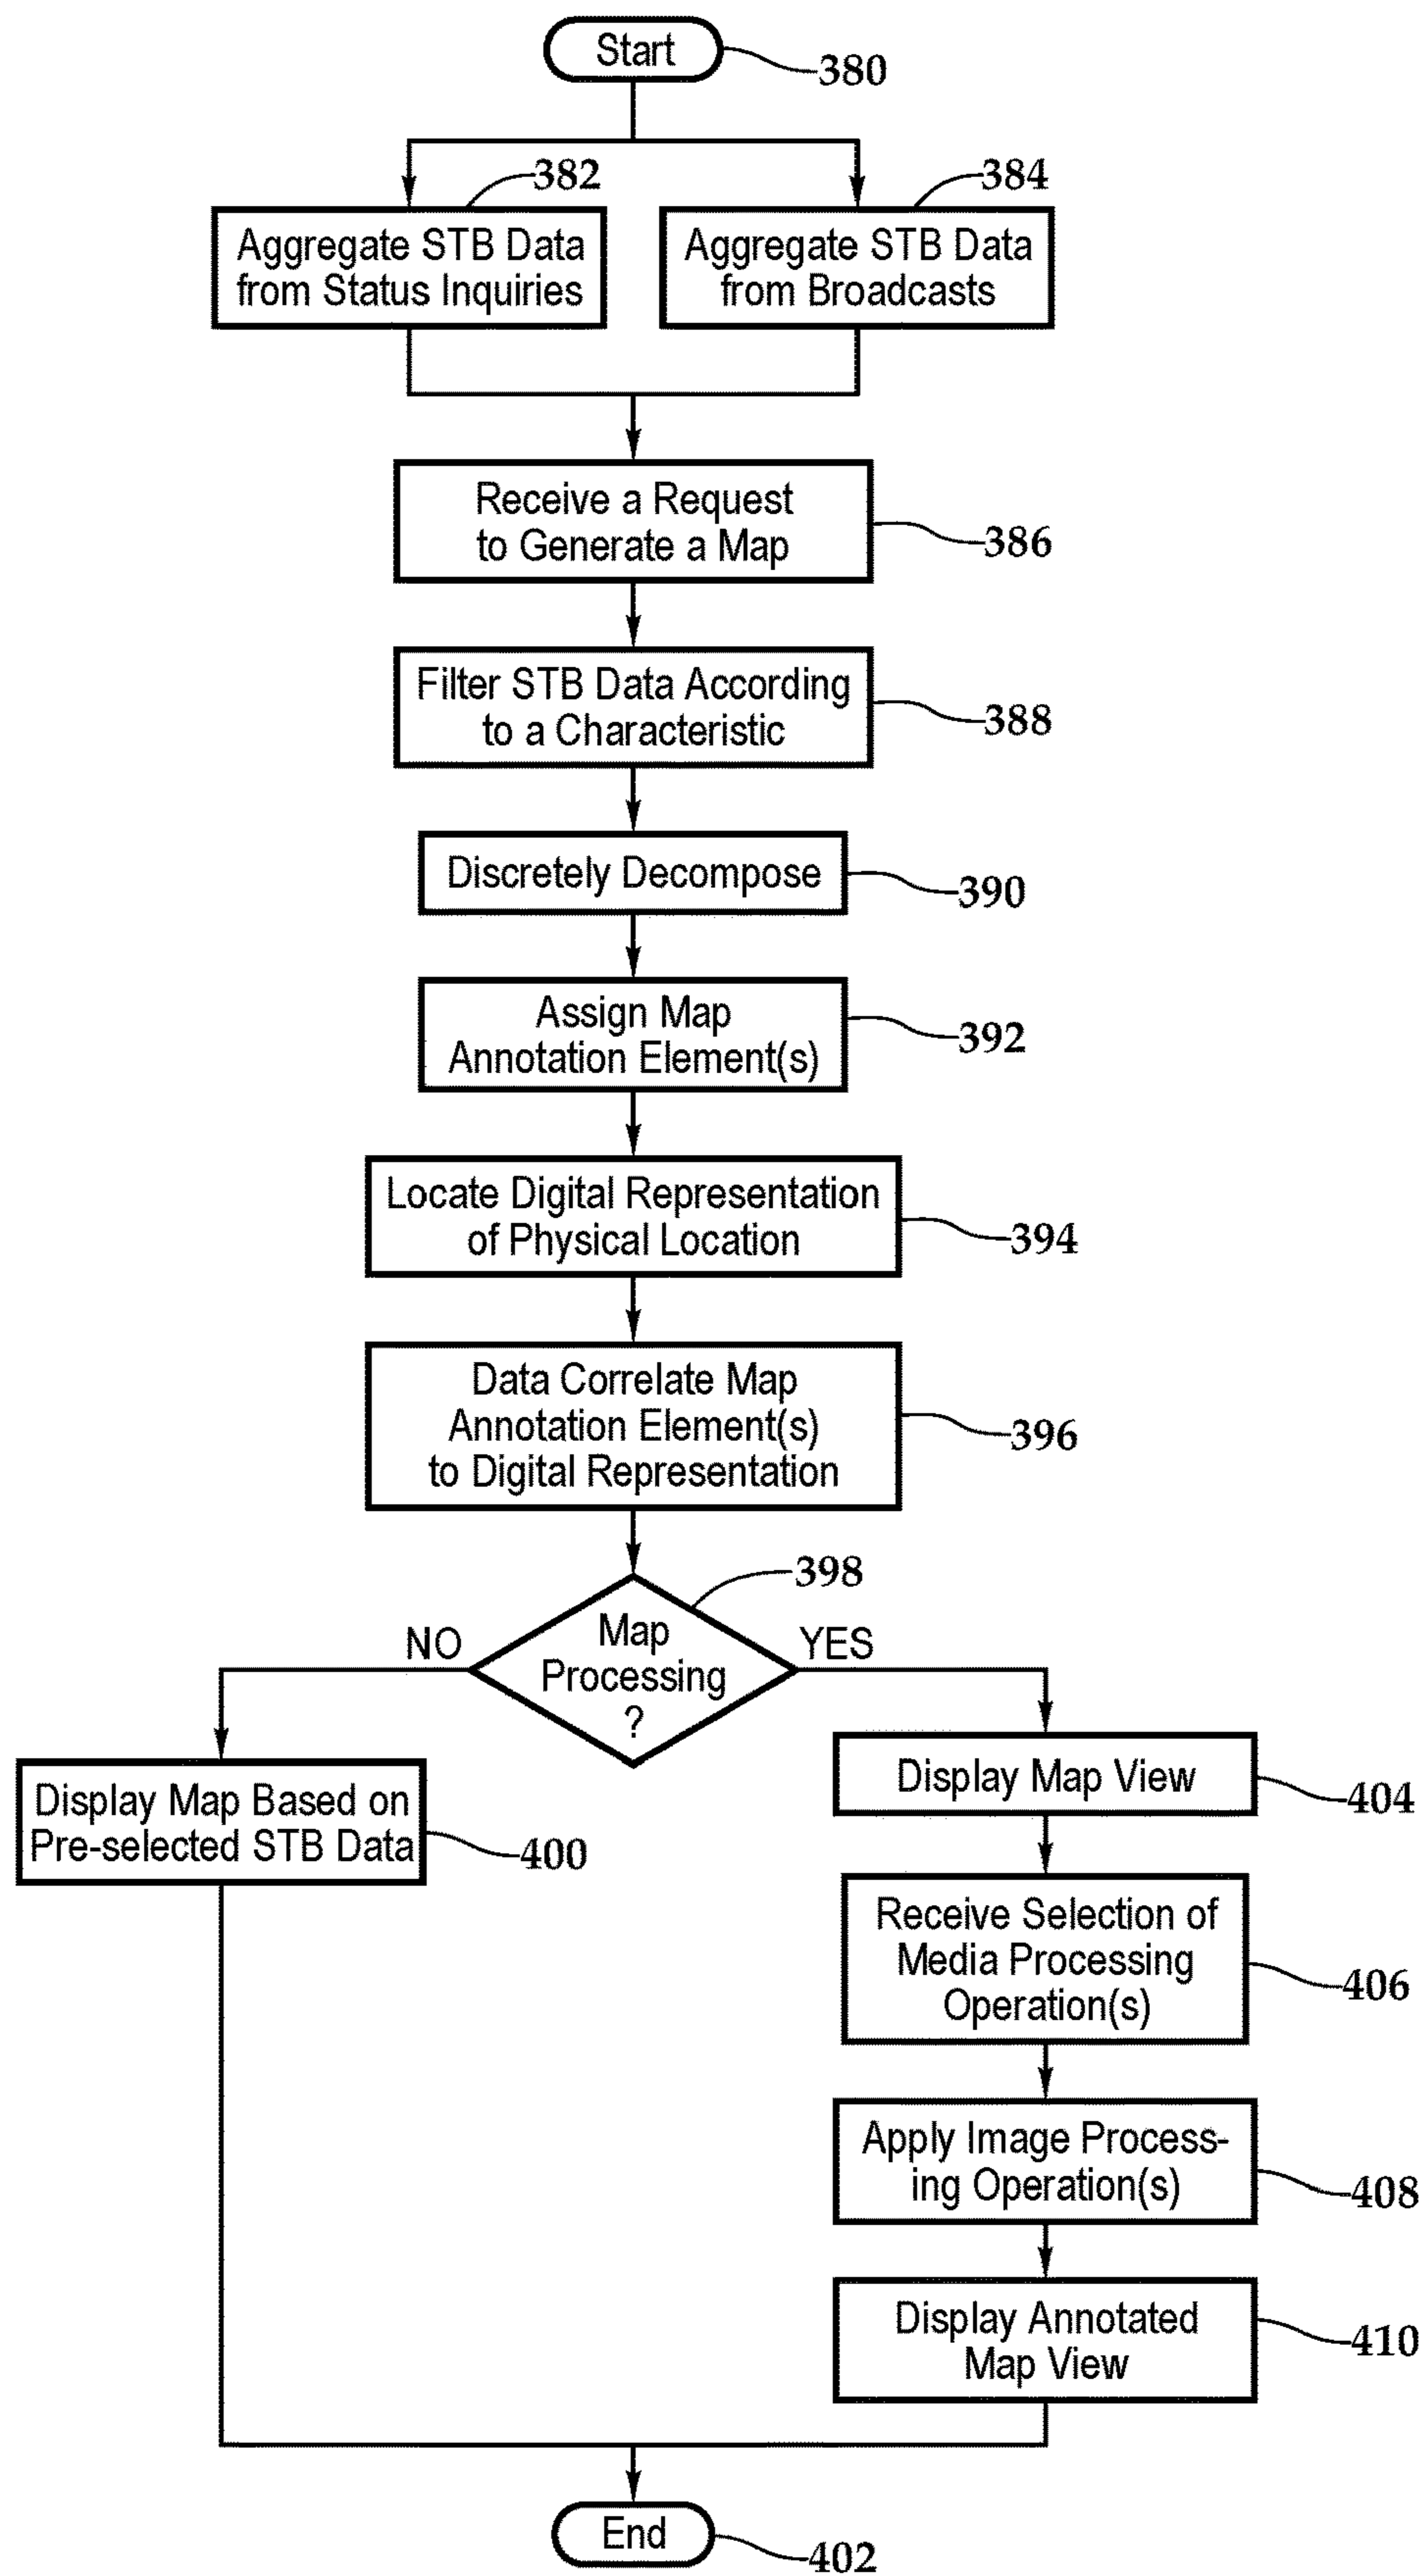 Start
380
382
384
Aggregate STB Data
from Status Inquiries
Aggregate STB Data
from Broadcasts
Receive a Request
to Generate a Map
386
Filter STB Data According
to a Characteristic
388
Discretely Decompose
390
Assign Map
Annotation Element(s)
392
Locate Digital Representation
of Physical Location
394
Data Correlate Map
Annotation Element(s)
to Digital Representation
396
398
Map
Processing
?
NO
YES
Display Map Based on
Pre-selected STB Data
400
Display Map View
404
Receive Selection of
Media Processing
Operation(s)
406
Apply Image Process-
ing Operation(s)
408
Display Annotated
Map View
410
End
402